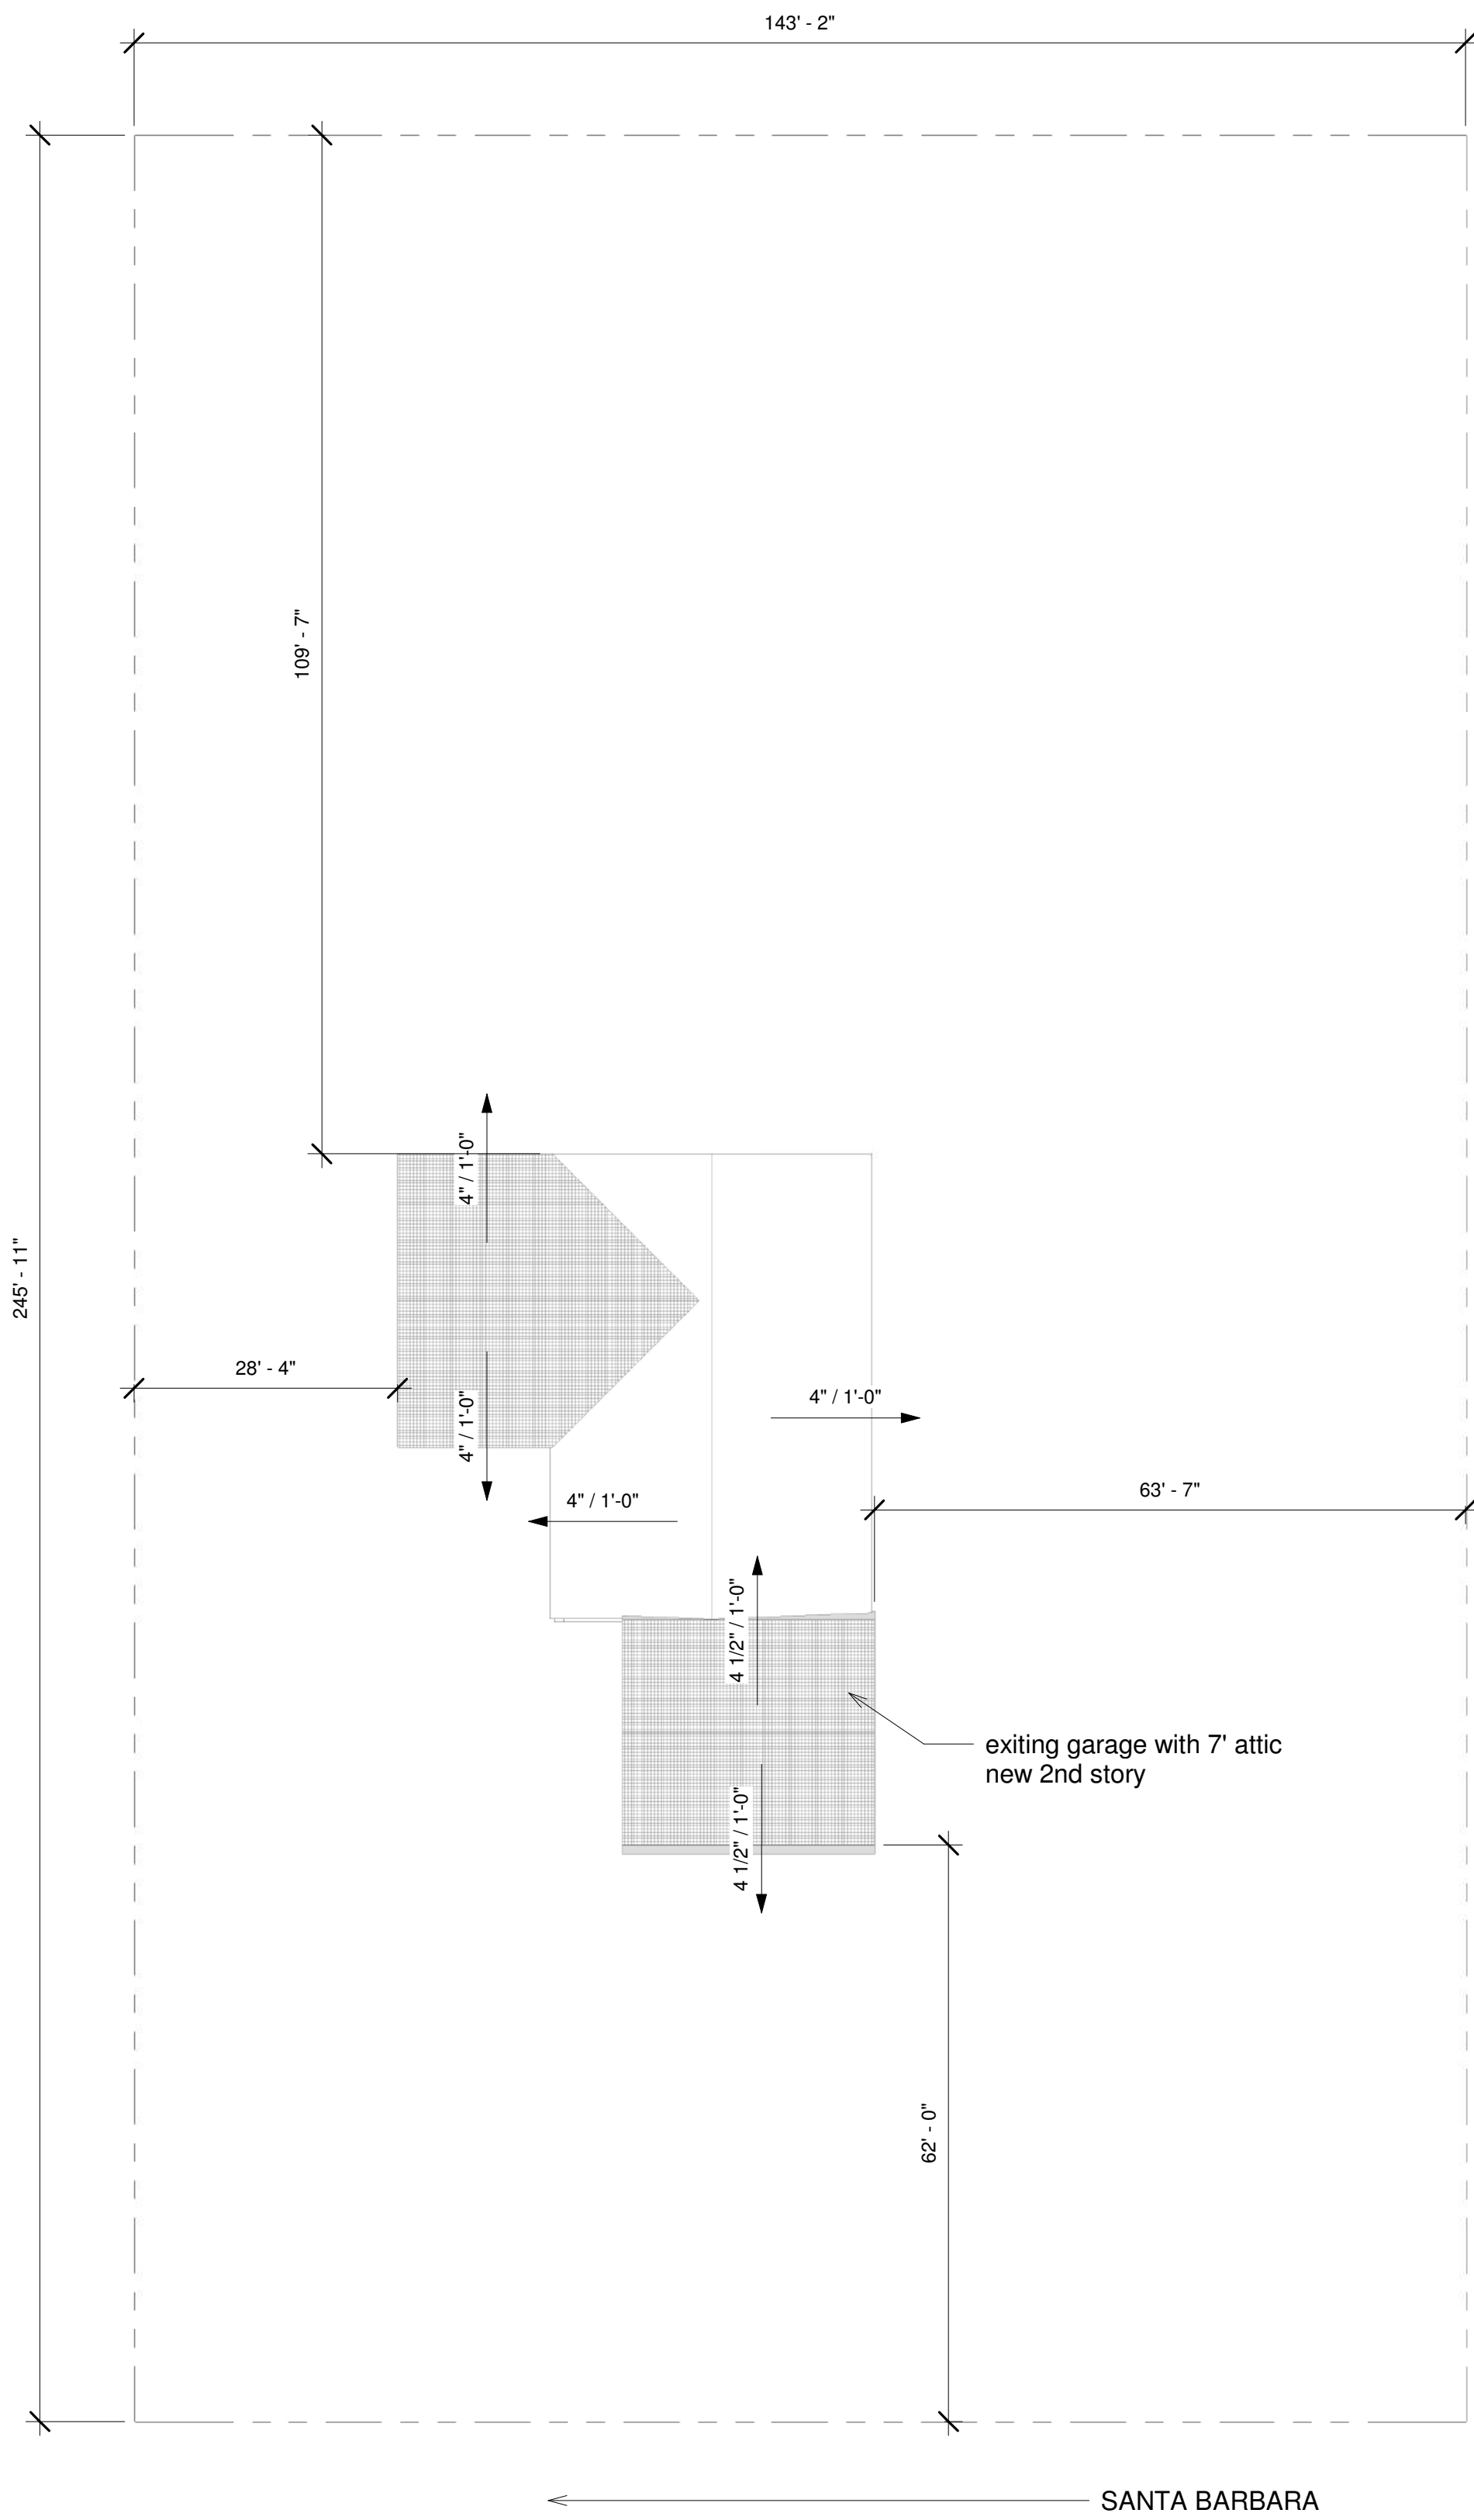 143' - 2"
109' - 7"
4" / 1'-0"
245' - 11"
28' - 4"
4" / 1'-0"
4" / 1'-0"
63' - 7"
4" / 1'-0"
4 1/2" / 1'-0"
exiting garage with 7' attic
new 2nd story
4 1/2" / 1'-0"
62' - 0"
SANTA BARBARA